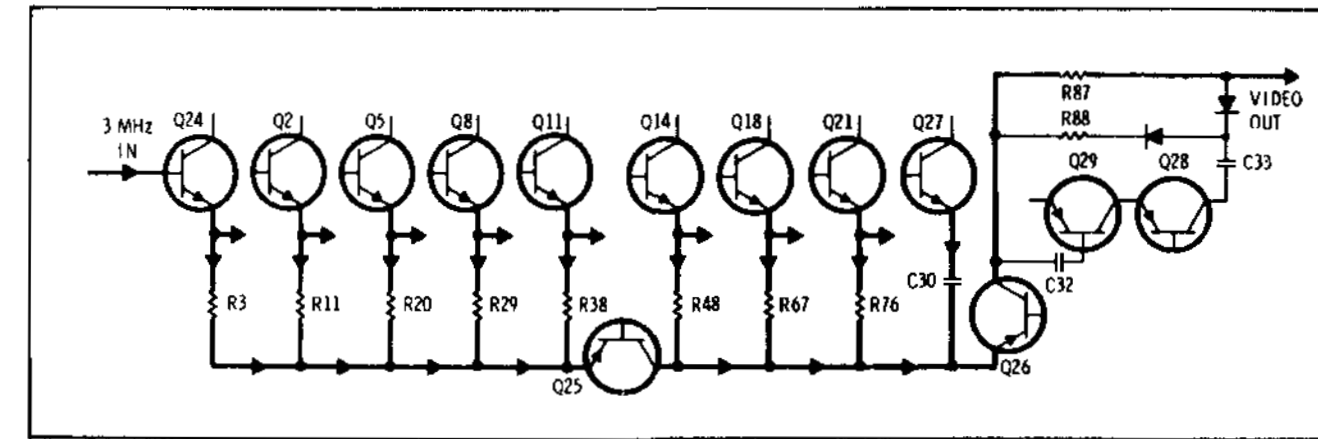 3 MHz
IN
Q24
Q2
Q5
Q8
Q11
Q14
Q18
Q21
Q27
R87
R88
VIDEO
OUT
Q29
Q28
C33
C32
C30
R3
R11
R20
R29
R38
R48
R67
R76
Q25
Q26